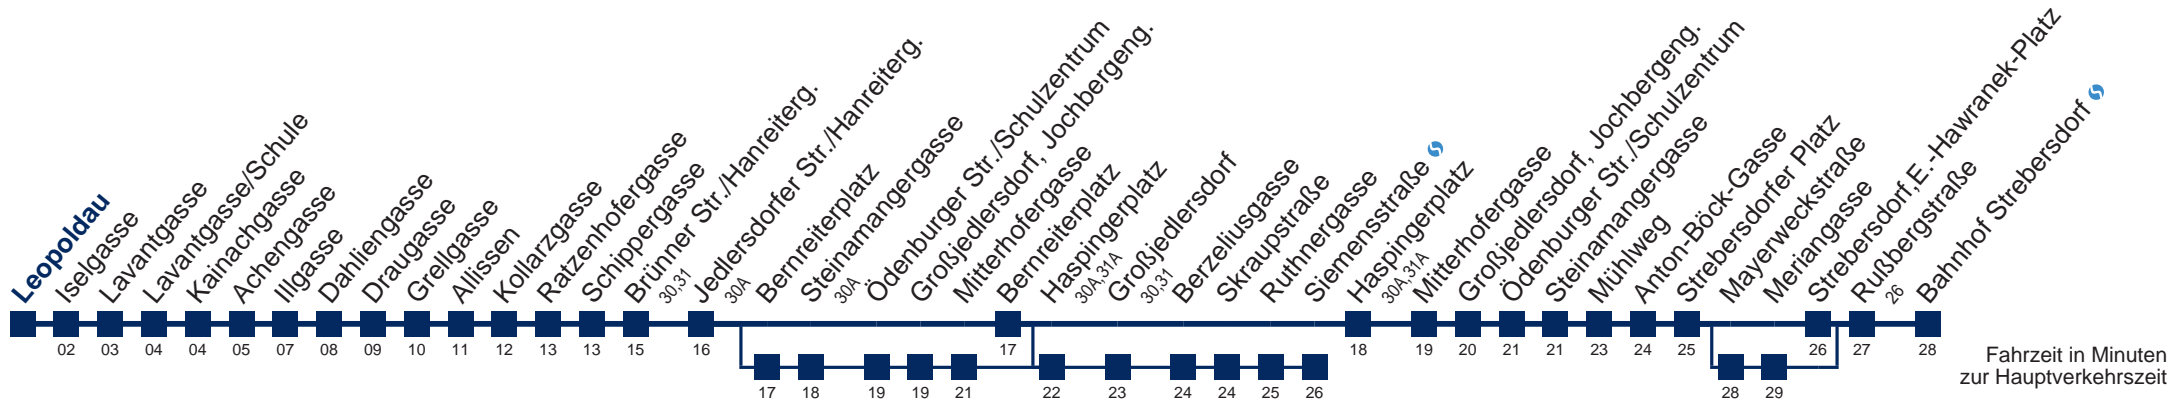 Leopoldau
Iselgasse
Lavantgasse
Lavantgasse/Schule
Kainachgasse
Achengasse
Illgasse
Dahliengasse
Draugasse
Grellgasse
Allissen
Kollarzgasse
Ratzenhofergasse
Schippergasse
Brünner Str./Hanreiterg.
30,31
Jedlersdorfer Str./Hanreiterg.
30A
Bernreiterplatz
Steinamangergasse
30A
Ödenburger Str./Schulzentrum
Großjedlersdorf, Jochbergeng.
Mitterhofergasse
Bernreiterplatz
Haspingerplatz
30A,31A
Großjedlersdorf
30,31
Berzeliusgasse
Skraupstraße
Ruthnergasse
Siemensstraße
Haspingerplatz
30A,31A
Mitterhofergasse
Großjedlersdorf, Jochbergeng.
Ödenburger Str./Schulzentrum
Steinamangergasse
Mühlweg
Anton-Böck-Gasse
Strebersdorfer Platz
Mayerweckstraße
Meriangasse
Strebersdorf,E.-Hawranek-Platz
Rußbergstraße
26
Bahnhof Strebersdorf
02 03 04 04 05 07 08 09 10 11 12 13 13 15 16 17 18 19 20 21 21 23 24 25 26 27 28
17 18 19 19 21 22 23 24 24 25 26 28 29
Fahrzeit in Minuten
zur Hauptverkehrszeit